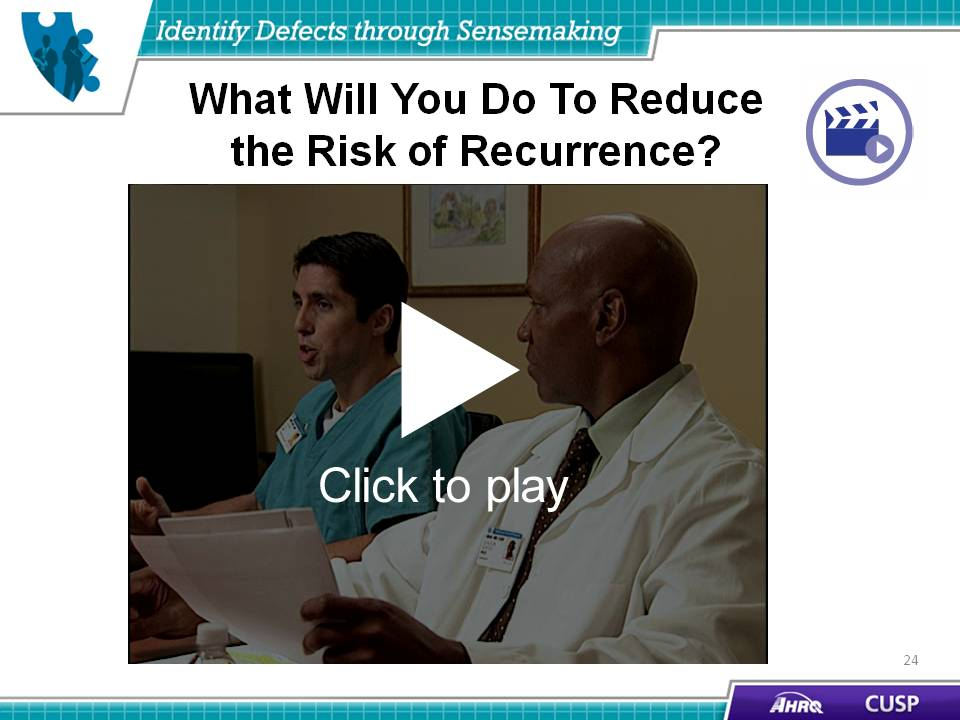 Identify Defects through Sensemaking
What Will You Do To Reduce
the Risk of Recurrence?
Click to play
24
AHRQ
CUSP